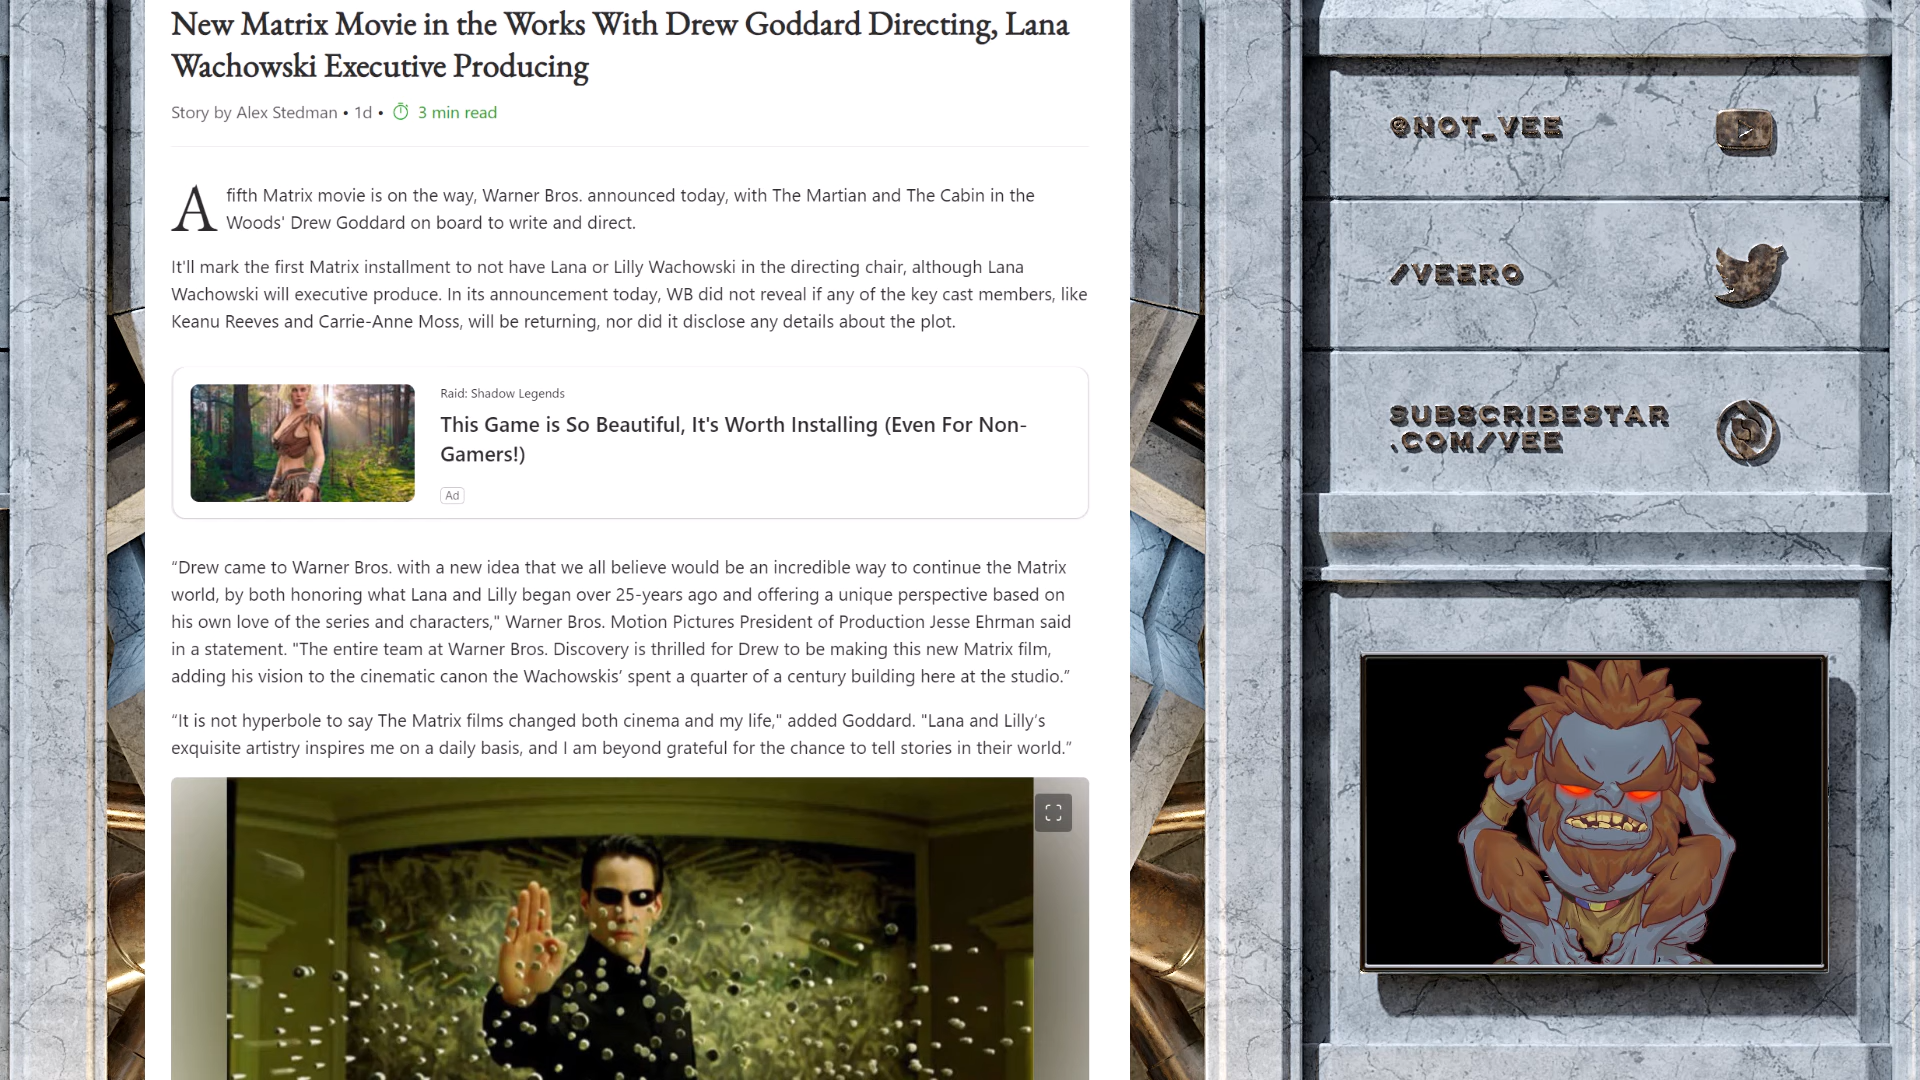 New Matrix Movie in the Works With Drew Goddard Directing, Lana
Wachowski Executive Producing
Story by Alex Stedman • 1d • 3 min read
A fifth Matrix movie is on the way, Warner Bros. announced today, with The Martian and The Cabin in the
Woods' Drew Goddard on board to write and direct.
It'll mark the first Matrix installment to not have Lana or Lilly Wachowski in the directing chair, although Lana
Wachowski will executive produce. In its announcement today, WB did not reveal if any of the key cast members, like
Keanu Reeves and Carrie-Anne Moss, will be returning, nor did it disclose any details about the plot.
Raid: Shadow Legends
This Game is So Beautiful, It's Worth Installing (Even For Non-
Gamers!)
Ad
“Drew came to Warner Bros. with a new idea that we all believe would be an incredible way to continue the Matrix
world, by both honoring what Lana and Lilly began over 25-years ago and offering a unique perspective based on
his own love of the series and characters," Warner Bros. Motion Pictures President of Production Jesse Ehrman said
in a statement. "The entire team at Warner Bros. Discovery is thrilled for Drew to be making this new Matrix film,
adding his vision to the cinematic canon the Wachowskis’ spent a quarter of a century building here at the studio.”
“It is not hyperbole to say The Matrix films changed both cinema and my life," added Goddard. "Lana and Lilly’s
exquisite artistry inspires me on a daily basis, and I am beyond grateful for the chance to tell stories in their world.”
@NOT_VEE
/VEERO
SUBSCRIBESTAR
.COM/VEE